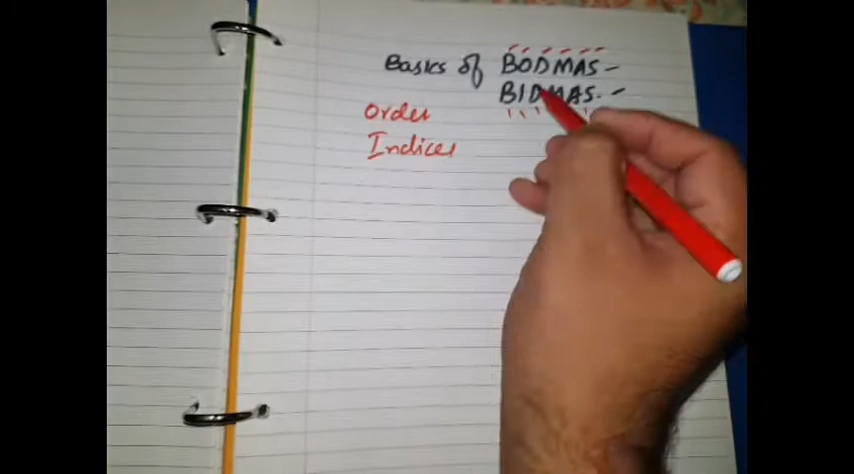 Basics of BODMAS -
BIDMAS. -
Order
Indices